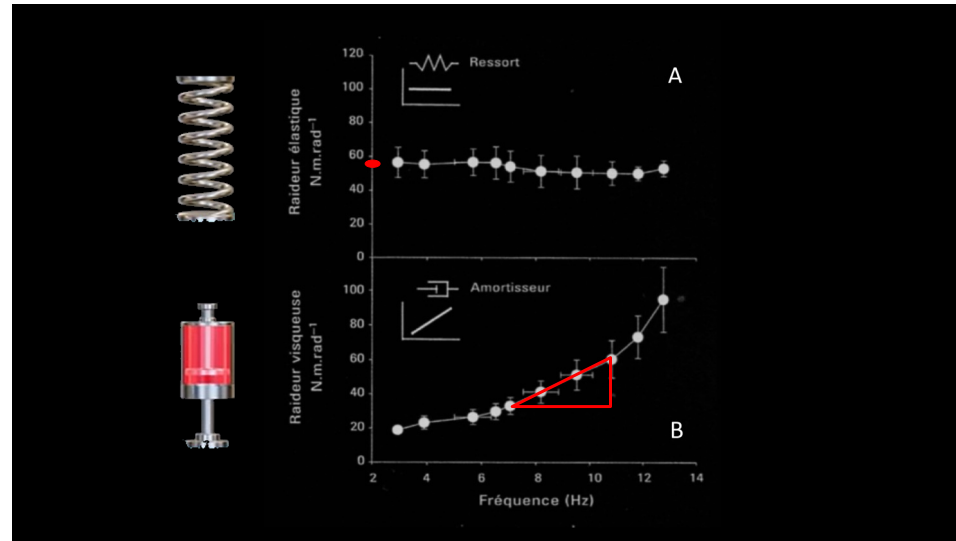 120
Ressort
A
100
80
60
40
20
0
Raideur élastique
N.m.rad⁻¹
100
Amortisseur
80
60
40
20
0
Raideur visqueuse
N.m.rad⁻¹
B
2 4 6 8 10 12 14
Fréquence (Hz)